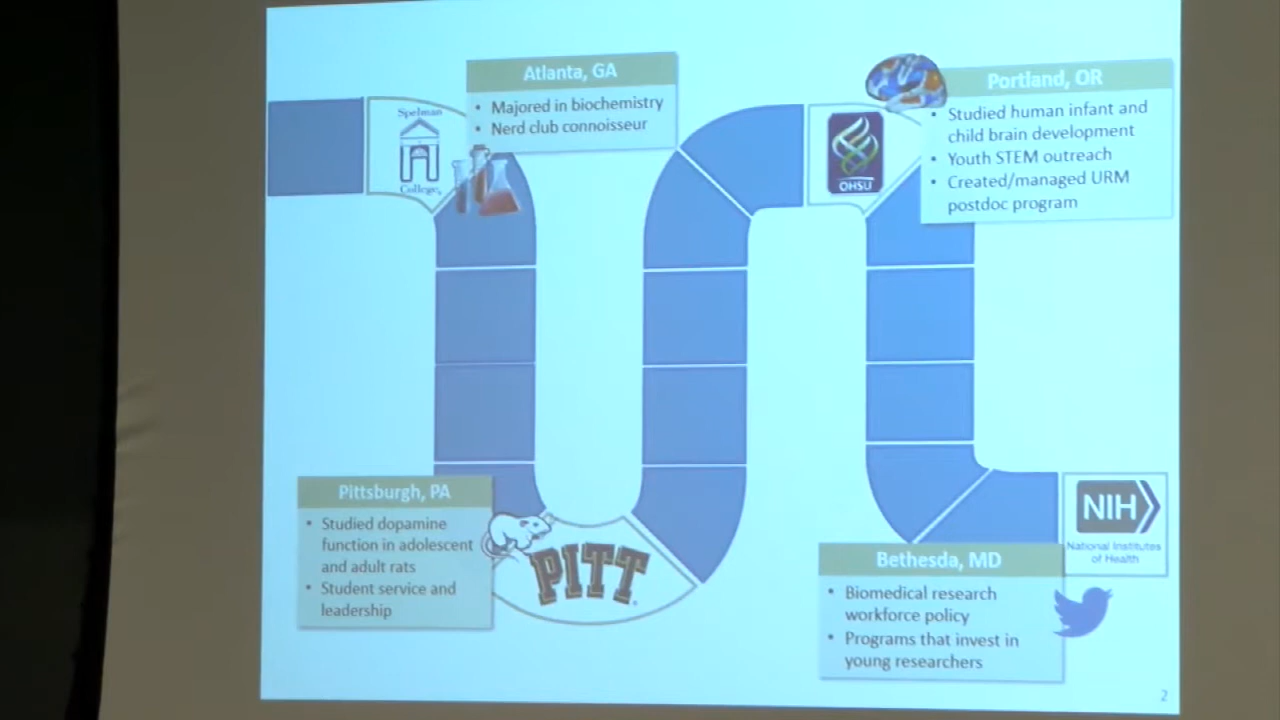 Spelman
College
Atlanta, GA
• Majored in biochemistry
• Nerd club connoisseur
OHSU
Portland, OR
• Studied human infant and
child brain development
• Youth STEM outreach
• Created/managed URM
postdoc program
Pittsburgh, PA
• Studied dopamine
function in adolescent
and adult rats
• Student service and
leadership
PITT
Bethesda, MD
• Biomedical research
workforce policy
• Programs that invest in
young researchers
NIH
National Institutes
of Health
2